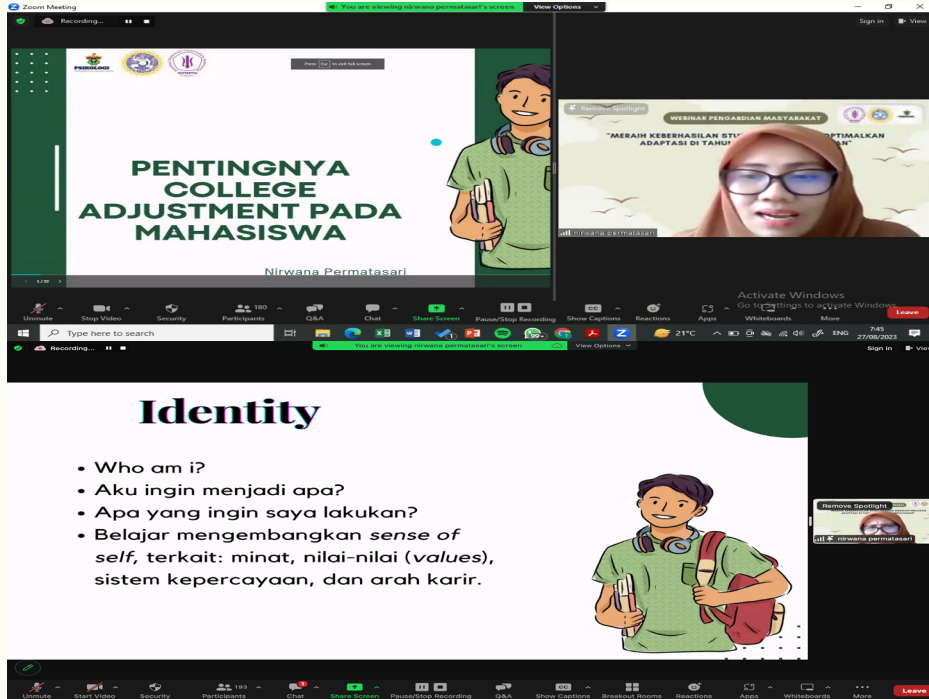 Zoom Meeting
You are viewing nirwana permatasari's screen
View Options
Recording...
Sign in
View
PSIKOLOGI
Press Esc to exit full screen
PENTINGNYA
COLLEGE
ADJUSTMENT PADA
MAHASISWA
Nirwana Permatasari
Remove Spotlight
WEBINAR PENGABDIAN MASYARAKAT
"MERAIH KEBERHASILAN
ADAPTASI DI
nirwana permatasari
Activate Windows
Go to Settings to activate Windows.
Unmute
Stop Video
Security
180
Participants
Q&A
Chat
Share Screen
Pause/Stop Recording
CC
Show Captions
Reactions
Apps
Whiteboards
More
Leave
Type here to search
99+
21°C
ENG
7:45
27/08/2023
Recording...
You are viewing nirwana permatasari's screen
View Options
Sign in
View
Identity
• Who am i?
• Aku ingin menjadi apa?
• Apa yang ingin saya lakukan?
• Belajar mengembangkan sense of
self, terkait: minat, nilai-nilai (values),
sistem kepercayaan, dan arah karir.
Remove Spotlight
nirwana permatasari
Unmute
Start Video
Security
193
Participants
1
Chat
Share Screen
Pause/Stop Recording
Q&A
CC
Show Captions
Breakout Rooms
Reactions
Apps
Whiteboards
More
Leave